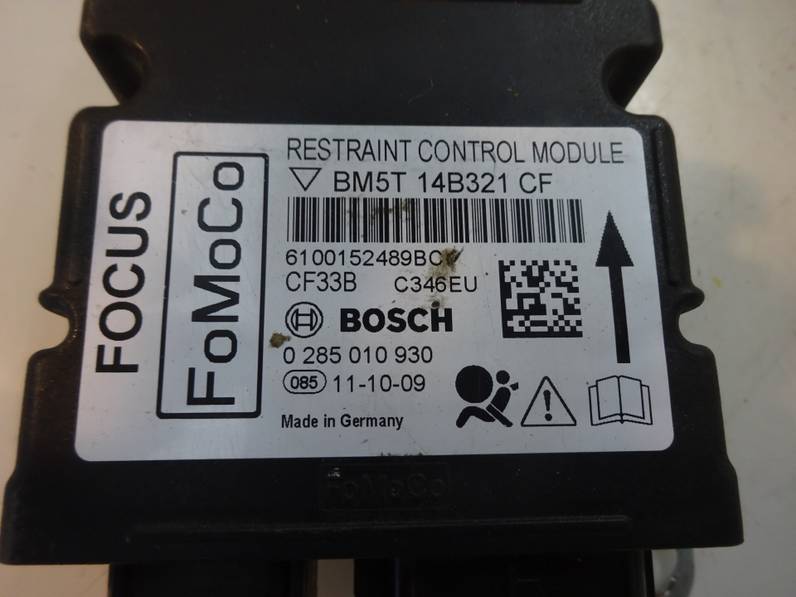 FOCUS
FoMoCo
RESTRAINT CONTROL MODULE
BM5T 14B321 CF
CF33B C346EU
BOSCH
0 285 010 930
085 11-10-09
Made in Germany
FoMoCo